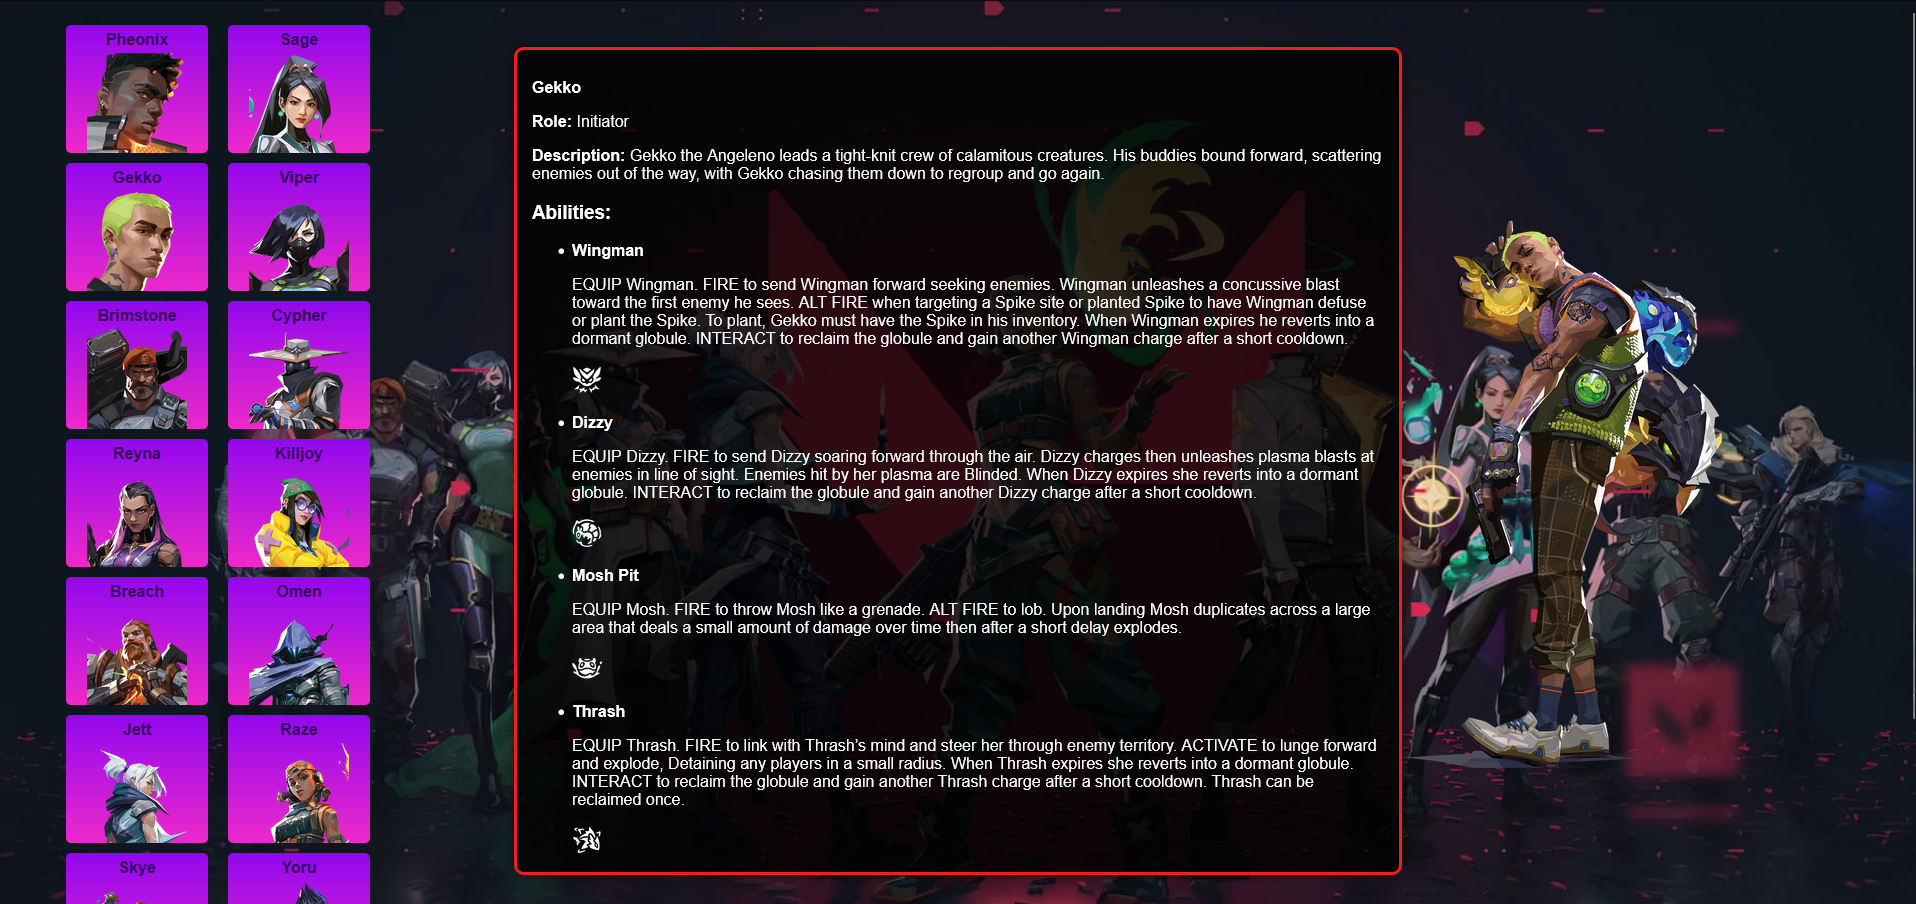 Pheonix
Sage
Gekko
Viper
Brimstone
Cypher
Reyna
Killjoy
Breach
Omen
Jett
Raze
Skye
Yoru
Gekko
Role: Initiator
Description: Gekko the Angeleno leads a tight-knit crew of calamitous creatures. His buddies bound forward, scattering
enemies out of the way, with Gekko chasing them down to regroup and go again.
Abilities:
• Wingman
EQUIP Wingman. FIRE to send Wingman forward seeking enemies. Wingman unleashes a concussive blast
toward the first enemy he sees. ALT FIRE when targeting a Spike site or planted Spike to have Wingman defuse
or plant the Spike. To plant, Gekko must have the Spike in his inventory. When Wingman expires he reverts into a
dormant globule. INTERACT to reclaim the globule and gain another Wingman charge after a short cooldown.
• Dizzy
EQUIP Dizzy. FIRE to send Dizzy soaring forward through the air. Dizzy charges then unleashes plasma blasts at
enemies in line of sight. Enemies hit by her plasma are Blinded. When Dizzy expires she reverts into a dormant
globule. INTERACT to reclaim the globule and gain another Dizzy charge after a short cooldown.
• Mosh Pit
EQUIP Mosh. FIRE to throw Mosh like a grenade. ALT FIRE to lob. Upon landing Mosh duplicates across a large
area that deals a small amount of damage over time then after a short delay explodes.
• Thrash
EQUIP Thrash. FIRE to link with Thrash's mind and steer her through enemy territory. ACTIVATE to lunge forward
and explode, Detaining any players in a small radius. When Thrash expires she reverts into a dormant globule.
INTERACT to reclaim the globule and gain another Thrash charge after a short cooldown. Thrash can be
reclaimed once.